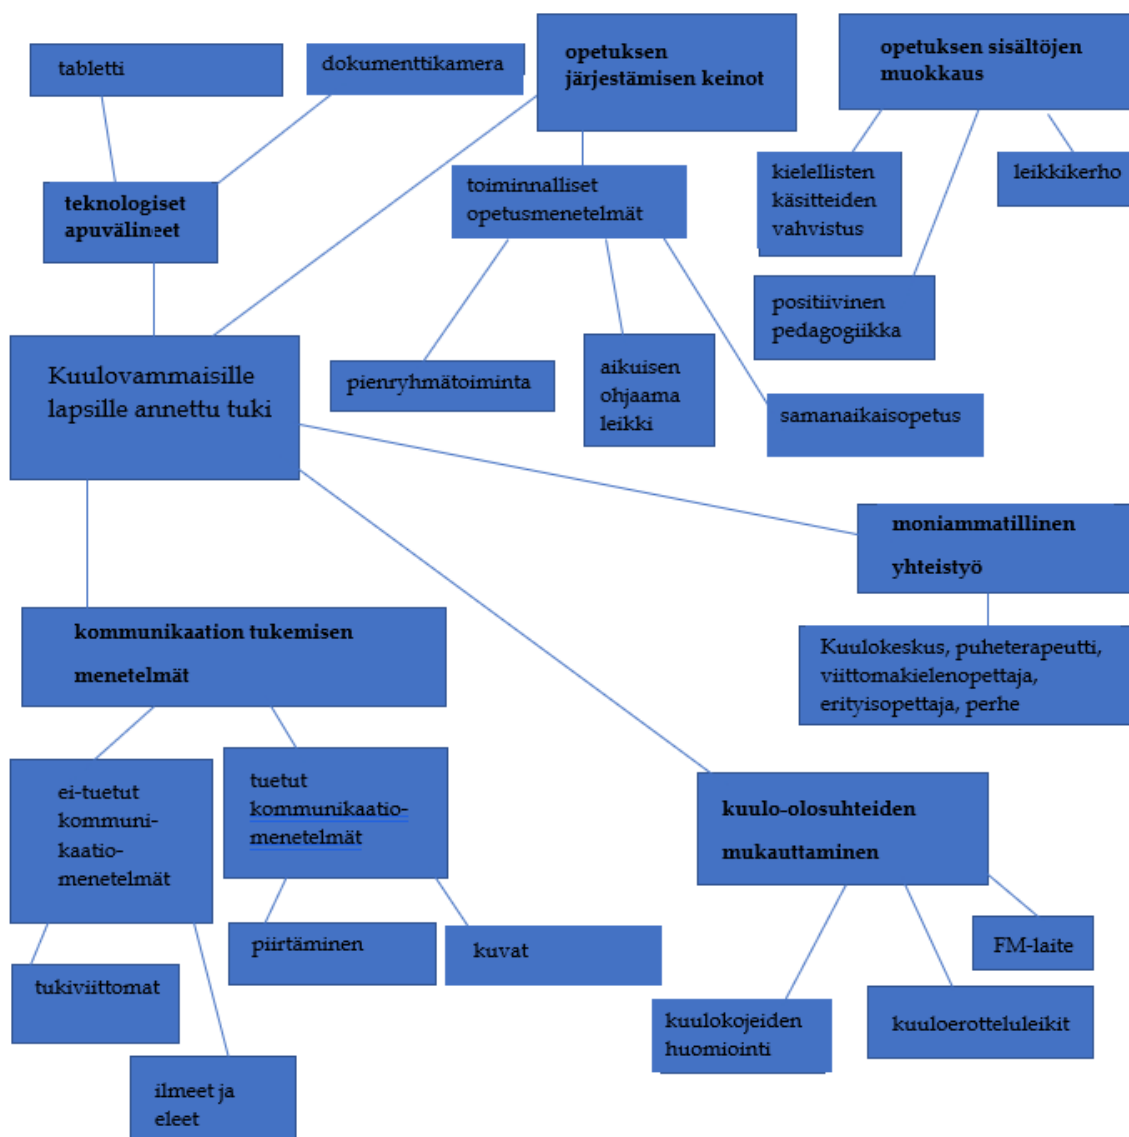 tabletti
dokumenttikamera
opetuksen
järjestämisen keinot
opetuksen sisältöjen
muokkaus
teknologiset
apuvälineet
toiminnalliset
opetusmenetelmät
kielellisten
käsitteiden
vahvistus
leikkikerho
positiivinen
pedagogiikka
Kuulovammaisille
lapsille annettu tuki
pienryhmätoiminta
aikuisen
ohjaama
leikki
samanaikaisopetus
moniammatillinen
yhteistyö
Kuulokeskus, puheterapeutti,
viittomakielenopettaja,
erityisopettaja, perhe
kommunikaation tukemisen
menetelmät
ei-tuetut
kommuni-
kaatio-
menetelmät
tuetut
kommunikaatio-
menetelmät
tukiviittomat
ilmeet ja
eleet
piirtäminen
kuvat
kuulo-olosuhteiden
mukauttaminen
FM-laite
kuulokojeiden
huomiointi
kuuloerotteluleikit